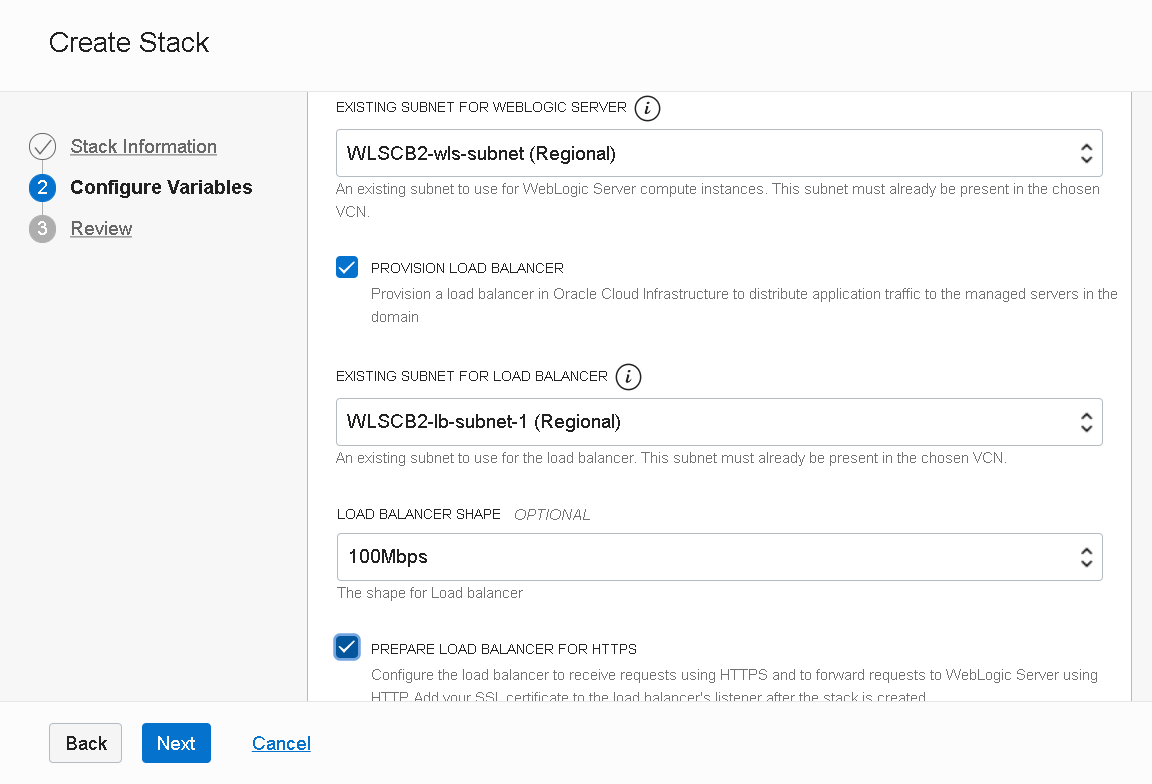 Create Stack
Stack Information
2 Configure Variables
3 Review
EXISTING SUBNET FOR WEBLOGIC SERVER i
WLSCB2-wls-subnet (Regional)
An existing subnet to use for WebLogic Server compute instances. This subnet must already be present in the chosen
VCN.
PROVISION LOAD BALANCER
Provision a load balancer in Oracle Cloud Infrastructure to distribute application traffic to the managed servers in the
domain
EXISTING SUBNET FOR LOAD BALANCER i
WLSCB2-lb-subnet-1 (Regional)
An existing subnet to use for the load balancer. This subnet must already be present in the chosen VCN.
LOAD BALANCER SHAPE OPTIONAL
100Mbps
The shape for Load balancer
PREPARE LOAD BALANCER FOR HTTPS
Configure the load balancer to receive requests using HTTPS and to forward requests to WebLogic Server using
HTTP. Add your SSL certificate to the load balancer's listener after the stack is created.
Back Next Cancel